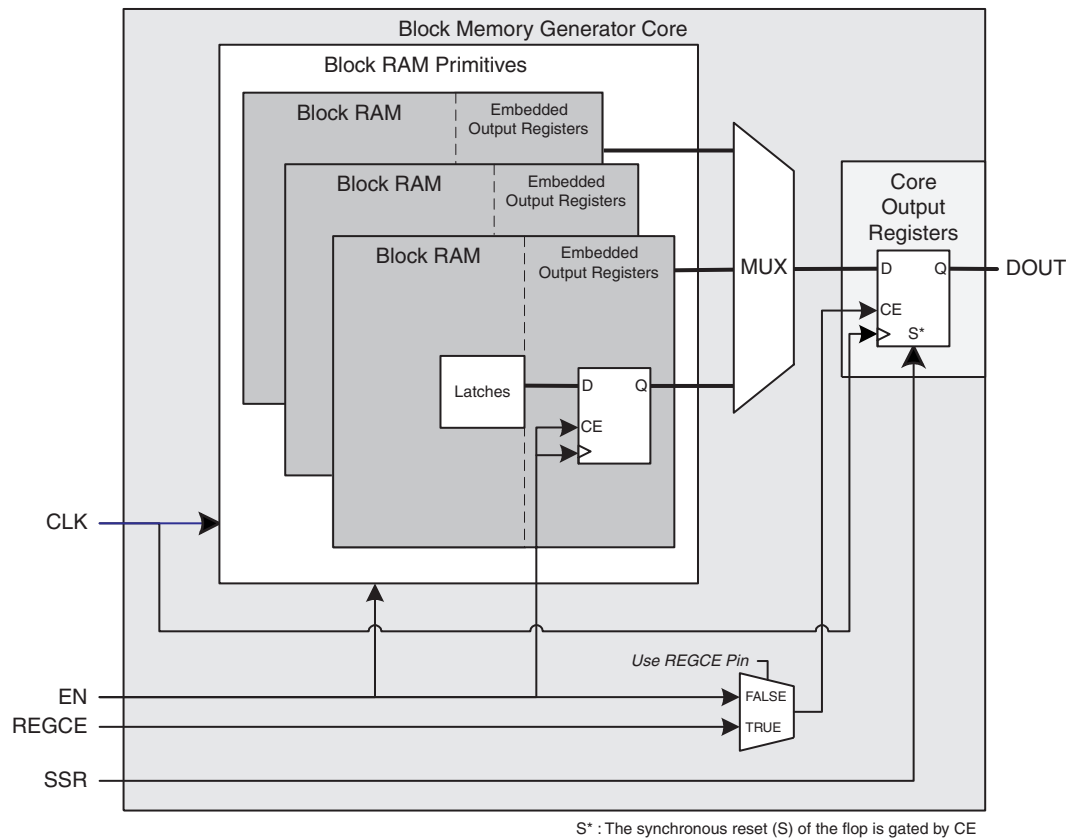 Block Memory Generator Core
Block RAM Primitives
Block RAM
Embedded
Output Registers
Block RAM
Embedded
Output Registers
Block RAM
Embedded
Output Registers
Latches
D
Q
CE
MUX
Core
Output
Registers
D
Q
CE
S*
DOUT
CLK
Use REGCE Pin
EN
FALSE
REGCE
TRUE
SSR
S* : The synchronous reset (S) of the flop is gated by CE